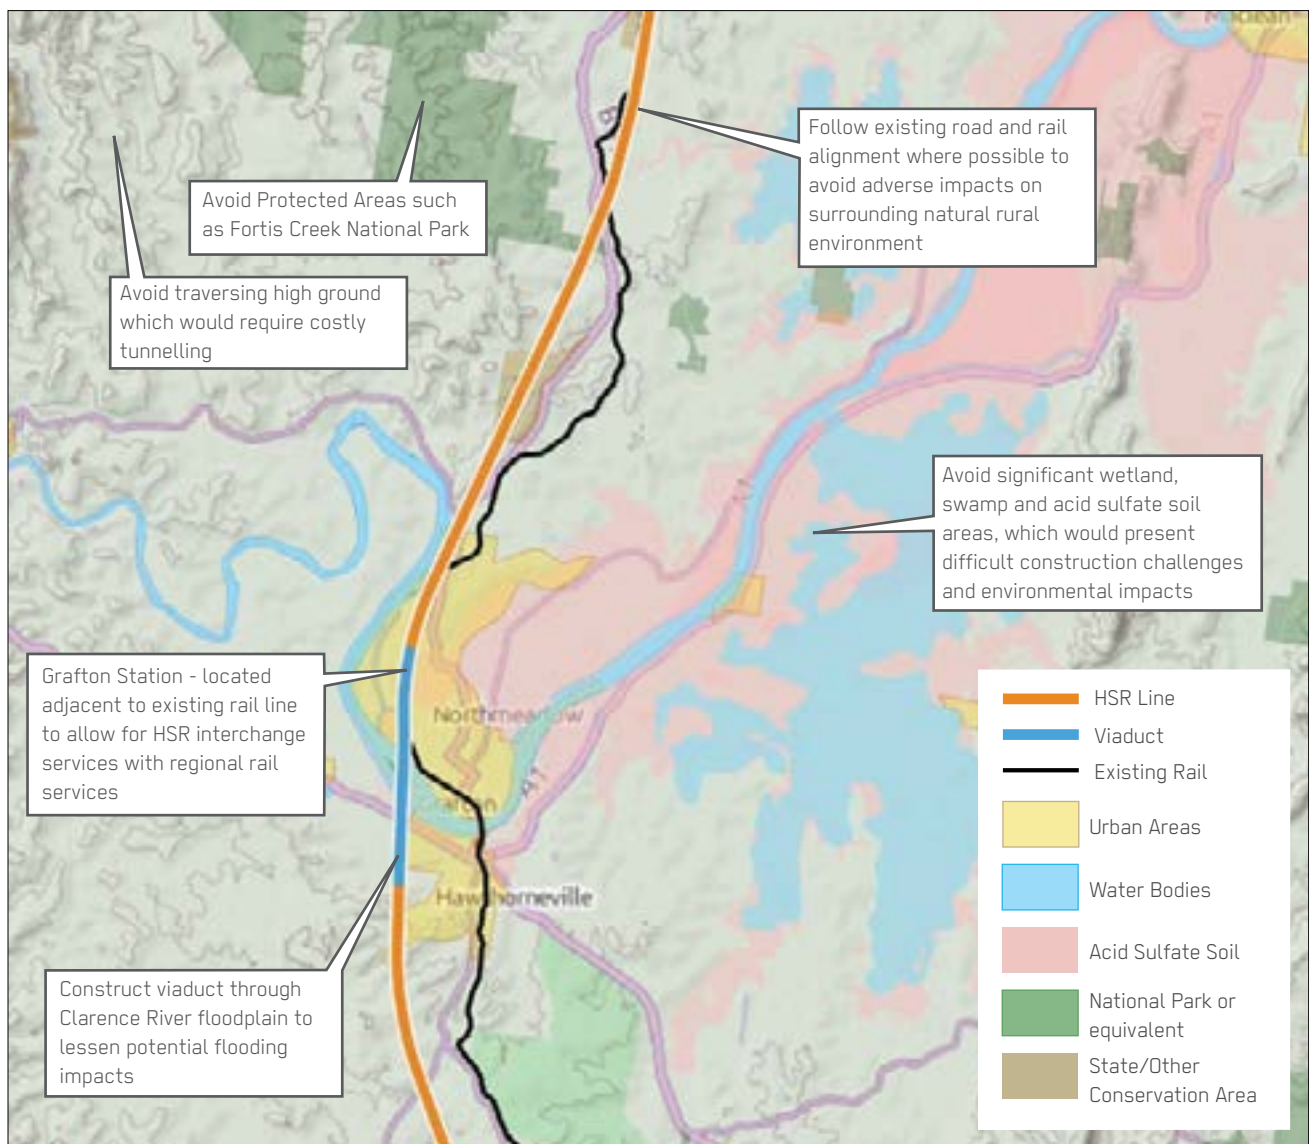 Maclean
Follow existing road and rail
alignment where possible to
avoid adverse impacts on
surrounding natural rural
environment
Avoid Protected Areas such
as Fortis Creek National Park
Avoid traversing high ground
which would require costly
tunnelling
Avoid significant wetland,
swamp and acid sulfate soil
areas, which would present
difficult construction challenges
and environmental impacts
Grafton Station - located
adjacent to existing rail line
to allow for HSR interchange
services with regional rail
services
Northmeadow
Hawthorneville
Construct viaduct through
Clarence River floodplain to
lessen potential flooding
impacts
HSR Line
Viaduct
Existing Rail
Urban Areas
Water Bodies
Acid Sulfate Soil
National Park or
equivalent
State/Other
Conservation Area